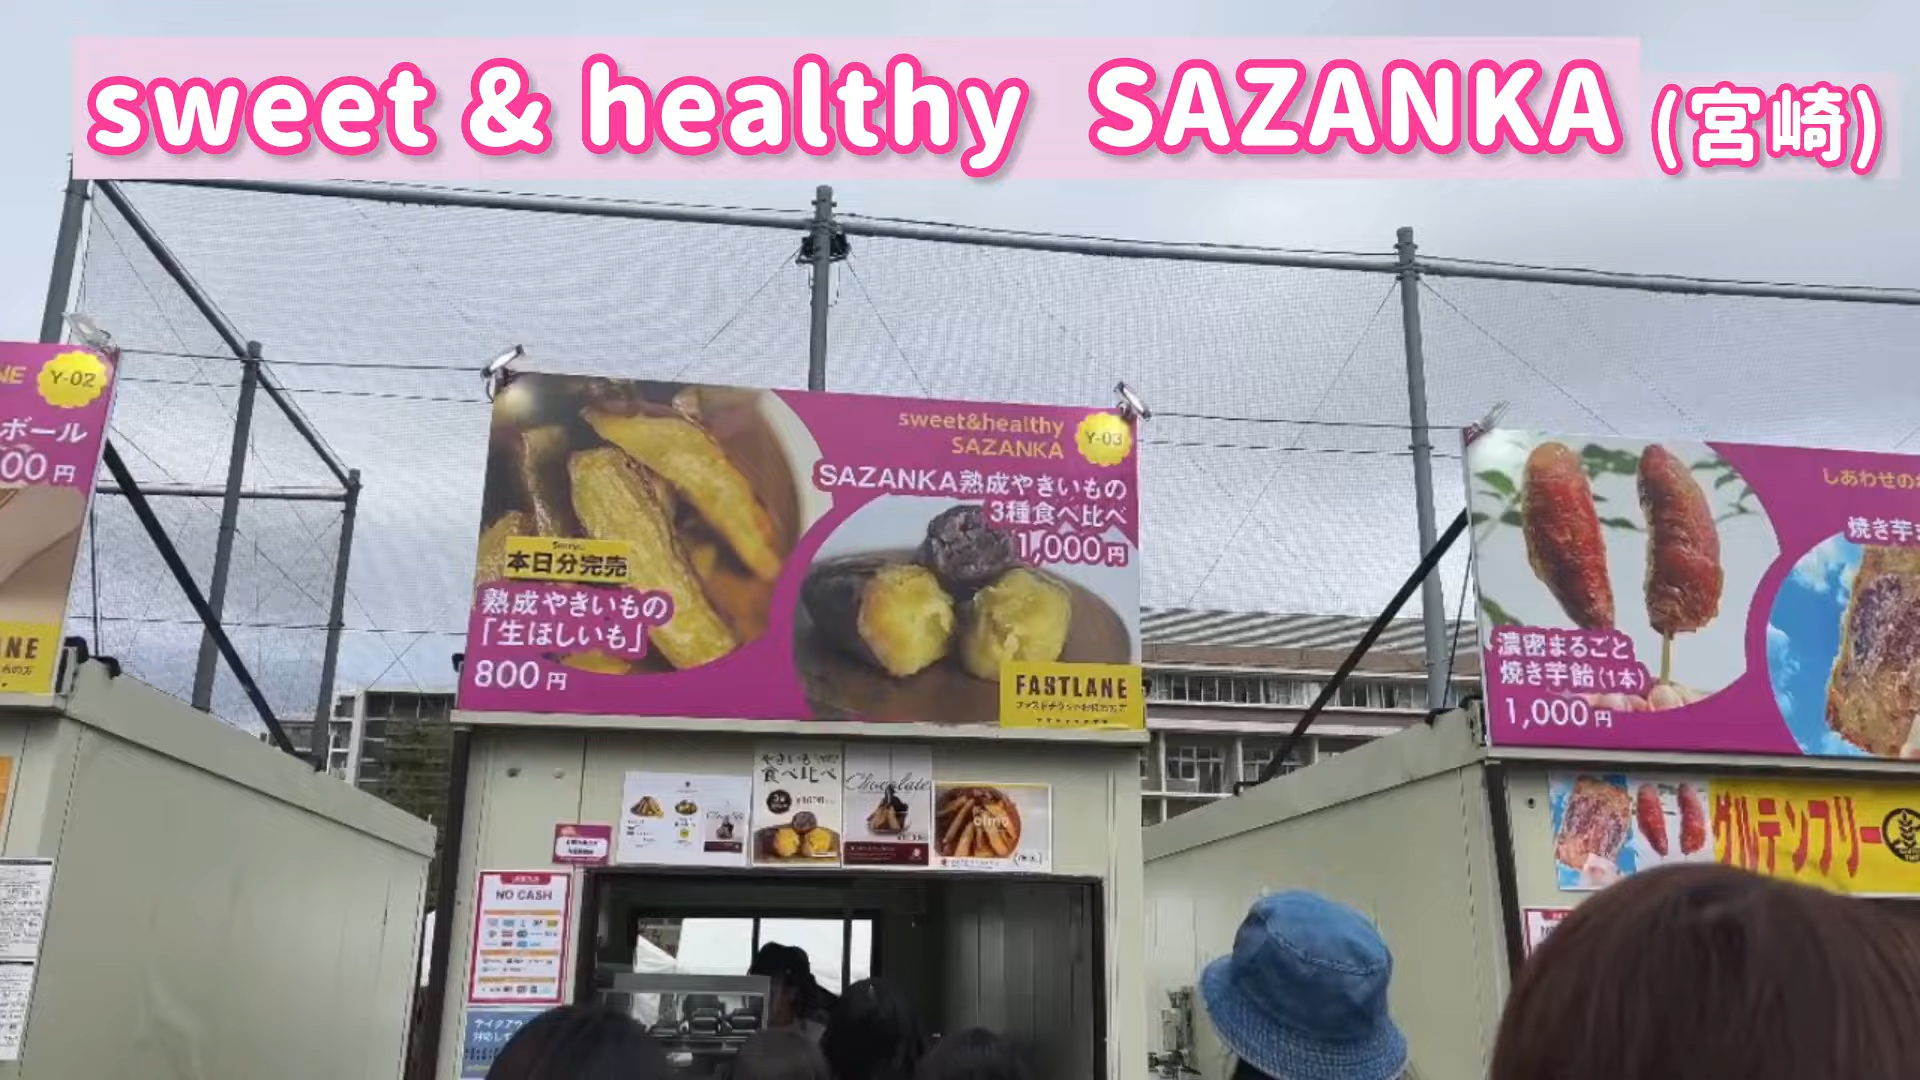 sweet & healthy SAZANKA (宮崎)
Y-02
ボール
00円
sweet&healthy
SAZANKA
Y-03
SAZANKA熟成やきいもの
3種食べ比べ
1,000円
本日分完売
熟成やきいもの
「生ほしいも」
800円
FASTLANE
しあわせの
焼き芋
濃密まるごと
焼き芋飴(1本)
1,000円
やきいも
食べ比べ
Chocolate
グルテンフリー
NO CASH
テイクアウ